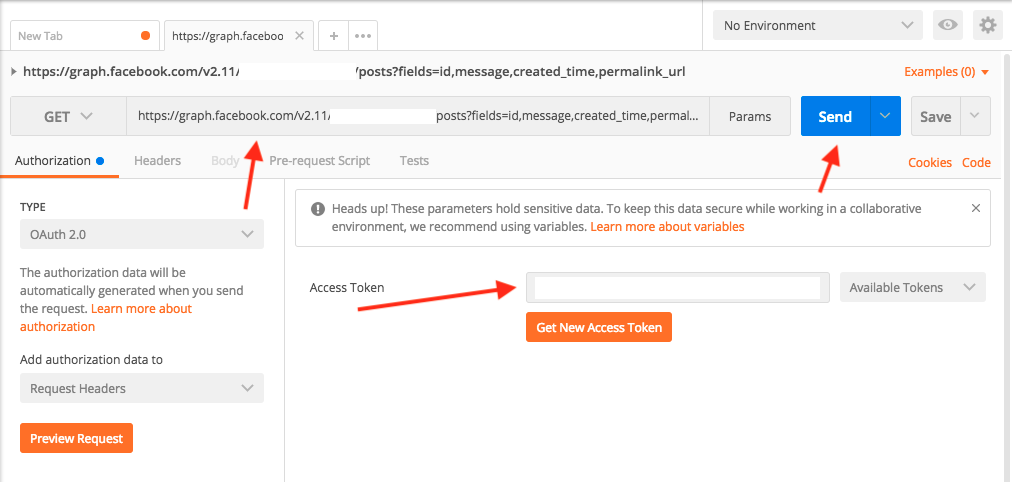 New Tab
https://graph.faceboo
No Environment
https://graph.facebook.com/v2.11/ /posts?fields=id,message,created_time,permalink_url
Examples (0)
GET
https://graph.facebook.com/v2.11/ posts?fields=id,message,created_time,permal...
Params
Send
Save
Authorization
Headers
Body
Pre-request Script
Tests
Cookies
Code
TYPE
OAuth 2.0
The authorization data will be
automatically generated when you send
the request. Learn more about
authorization
Add authorization data to
Request Headers
Preview Request
Heads up! These parameters hold sensitive data. To keep this data secure while working in a collaborative
environment, we recommend using variables. Learn more about variables
Access Token
Available Tokens
Get New Access Token